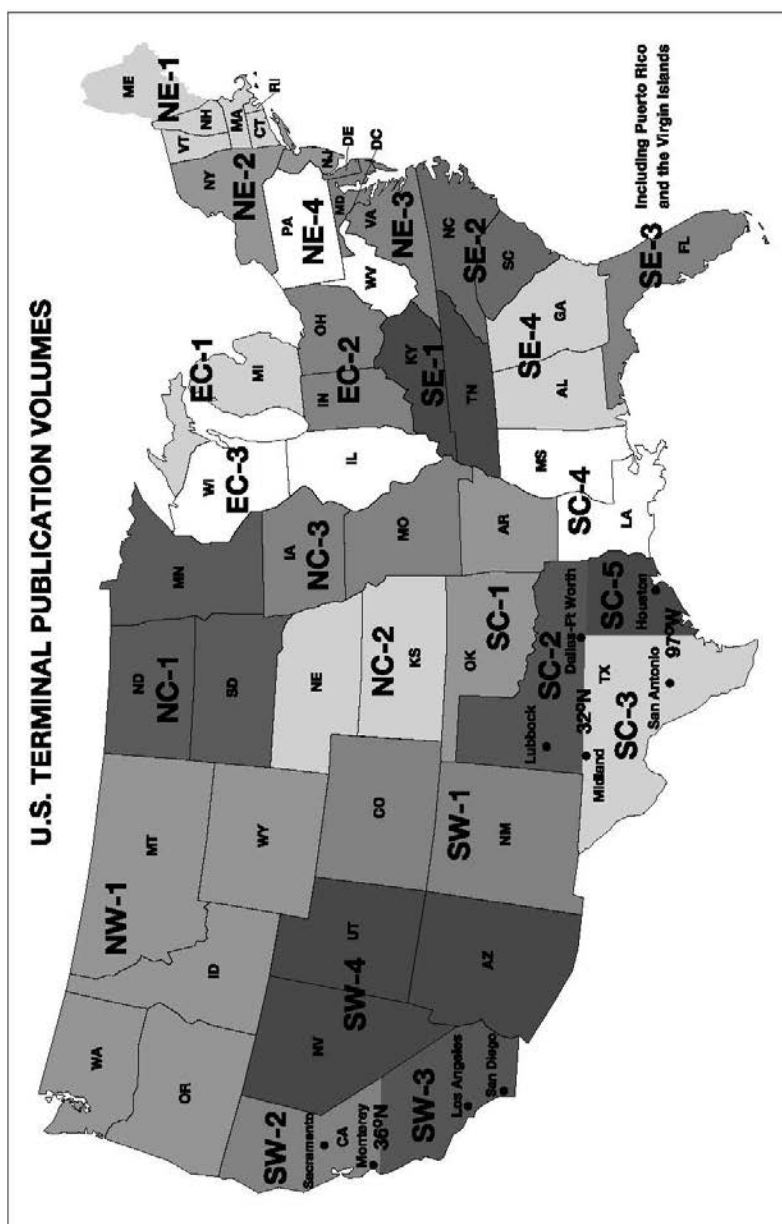 U.S. TERMINAL PUBLICATION VOLUMES
WA
OR
ID
NW-1
MT
WY
ND
NC-1
SD
MN
NE
NC-2
KS
IA
NC-3
MO
WI
EC-3
IL
EC-1
MI
IN
EC-2
OH
KY
SE-1
TN
ME
NE-1
VT
NH
MA
CT
RI
NY
NE-2
PA
NE-4
NJ
DE
DC
MD
WV
VA
NE-3
NC
SE-2
SC
SE-4
GA
AL
SE-3
Including Puerto Rico
and the Virgin Islands
FL
MS
SC-4
LA
AR
OK
SC-1
SC-2
Dallas-Ft Worth
Lubbock
32ºN
Midland
TX
SC-3
San Antonio
97ºW
SC-5
Houston
CO
SW-1
NM
UT
SW-4
NV
AZ
SW-2
Sacramento
CA
Monterey
36ºN
SW-3
Los Angeles
San Diego